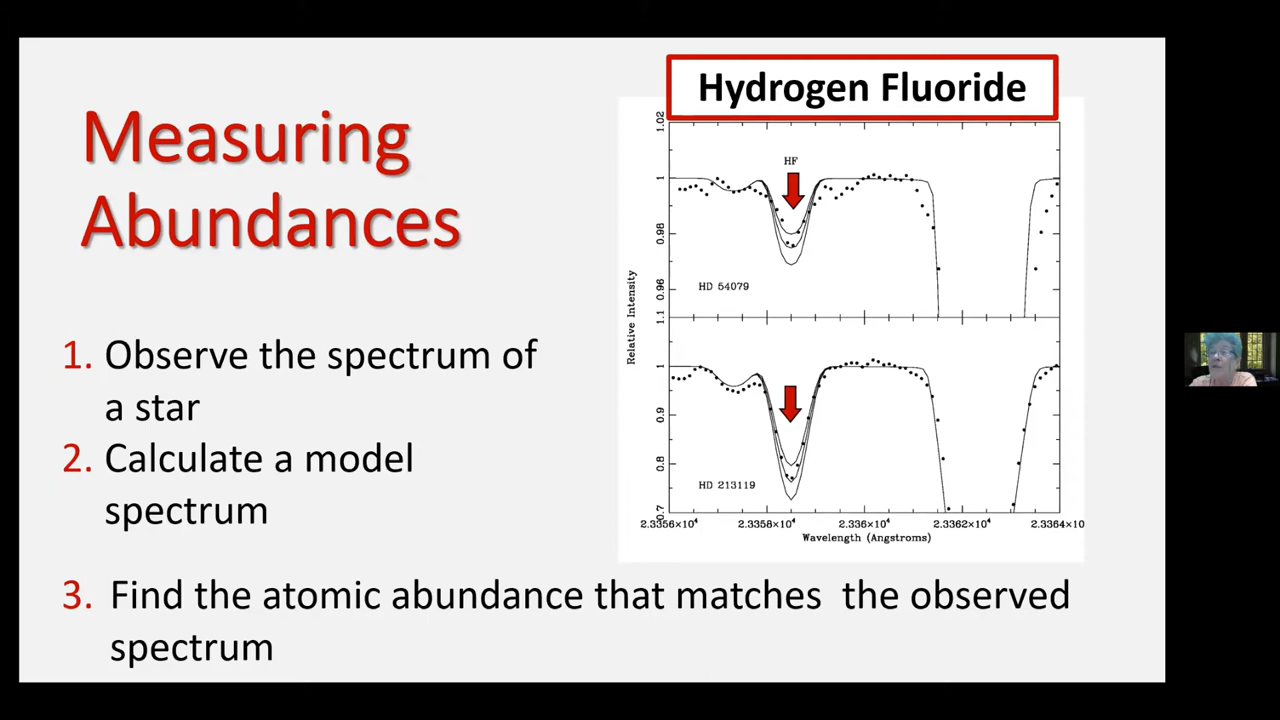 Measuring
Abundances
1. Observe the spectrum of
a star
2. Calculate a model
spectrum
3. Find the atomic abundance that matches the observed
spectrum
Hydrogen Fluoride
1.02
HF
1
0.98
HD 54079
0.96
Relative Intensity
1.1
1
0.9
0.8
HD 213119
0.7
2.3356×10⁴ 2.3358×10⁴ 2.336×10⁴ 2.3362×10⁴ 2.3364×10
Wavelength (Angstroms)